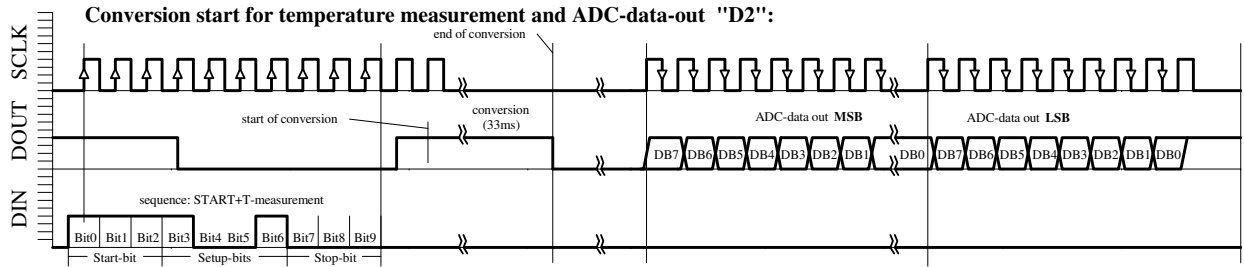 Conversion start for temperature measurement and ADC-data-out "D2":
end of conversion
SCLK
start of conversion
conversion
(33ms)
ADC-data out MSB
ADC-data out LSB
DOUT
DB7 DB6 DB5 DB4 DB3 DB2 DB1 DB0 DB7 DB6 DB5 DB4 DB3 DB2 DB1 DB0
sequence: START+T-measurement
DIN
Bit0 Bit1 Bit2 Bit3 Bit4 Bit5 Bit6 Bit7 Bit8 Bit9
Start-bit Setup-bits Stop-bit